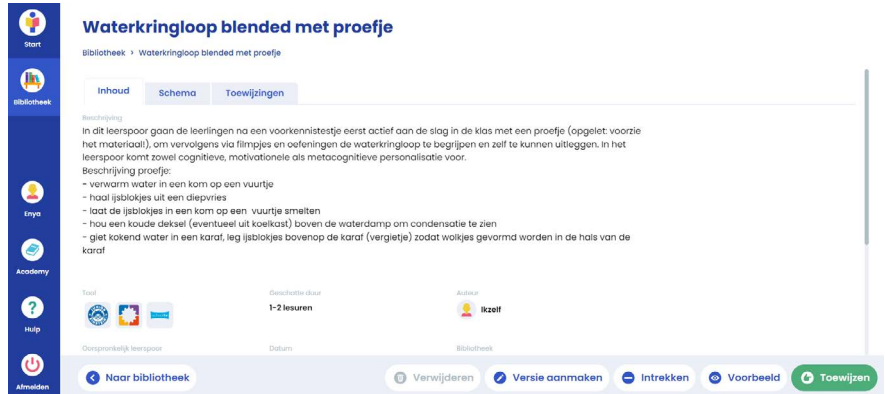 Waterkringloop blended met proefje
Start
Bibliotheek > Waterkringloop blended met proefje
Bibliotheek
Inhoud Schema Toewijzingen
Beschrijving
In dit leerspoor gaan de leerlingen na een voorkennistestje eerst actief aan de slag in de klas met een proefje (opgelet: voorzie
het materiaal!), om vervolgens via filmpjes en oefeningen de waterkringloop te begrijpen en zelf te kunnen uitleggen. In het
leerspoor komt zowel cognitieve, motivationele als metacognitieve personalisatie voor.
Beschrijving proefje:
- verwarm water in een kom op een vuurtje
- haal ijsblokjes uit een diepvries
- laat de ijsblokjes in een kom op een vuurtje smelten
- hou een koude deksel (eventueel uit koelkast) boven de waterdamp om condensatie te zien
- giet kokend water in een karaf, leg ijsblokjes bovenop de karaf (vergietje) zodat wolkjes gevormd worden in de hals van de
karaf
Enya
Academy
Hulp
Afmelden
Tool Geschatte duur Auteur
1-2 lesuren Ikzelf
Oorspronkelijk leerspoor Datum Bibliotheek
Naar bibliotheek Verwijderen Versie aanmaken Intrekken Voorbeeld Toewijzen